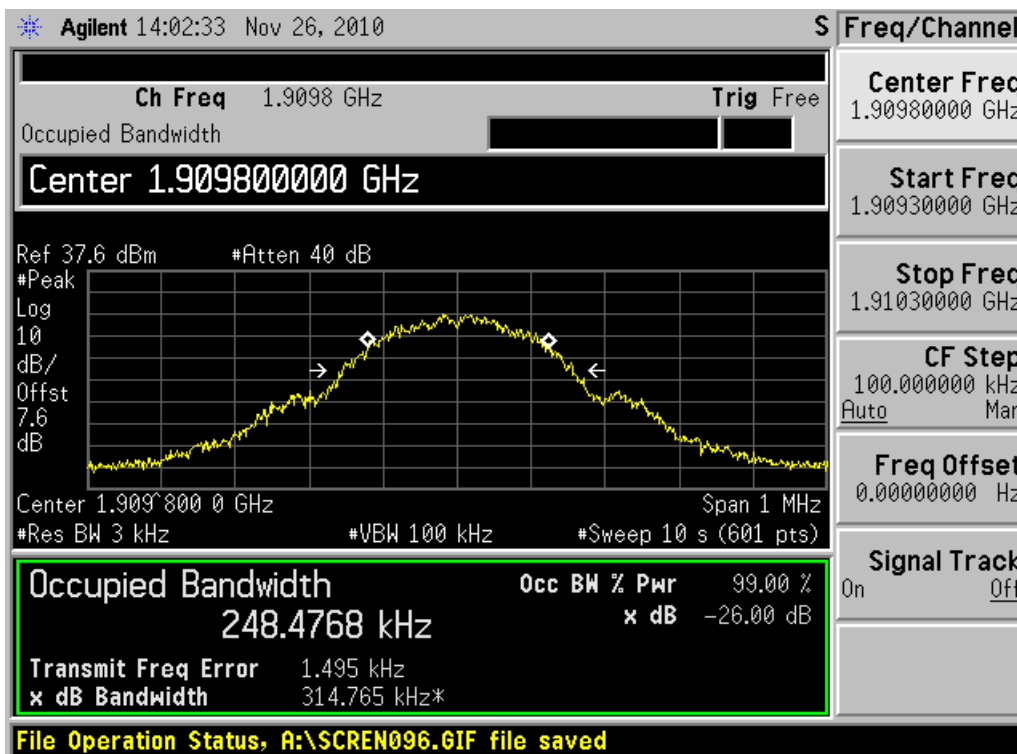 Agilent 14:02:33 Nov 26, 2010 S
Ch Freq 1.9098 GHz Trig Free
Occupied Bandwidth
Center 1.909800000 GHz
Ref 37.6 dBm #Atten 40 dB
#Peak
Log
10
dB/
Offst
7.6
dB
Center 1.909^800 0 GHz Span 1 MHz
#Res BW 3 kHz #VBW 100 kHz #Sweep 10 s (601 pts)
Occupied Bandwidth
248.4768 kHz
Occ BW % Pwr 99.00 %
x dB -26.00 dB
Transmit Freq Error 1.495 kHz
x dB Bandwidth 314.765 kHz*
File Operation Status, A:\SCREN096.GIF file saved
Freq/Channel
Center Freq
1.90980000 GHz
Start Freq
1.90930000 GHz
Stop Freq
1.91030000 GHz
CF Step
100.000000 kHz
Auto Man
Freq Offset
0.00000000 Hz
Signal Track
On Off